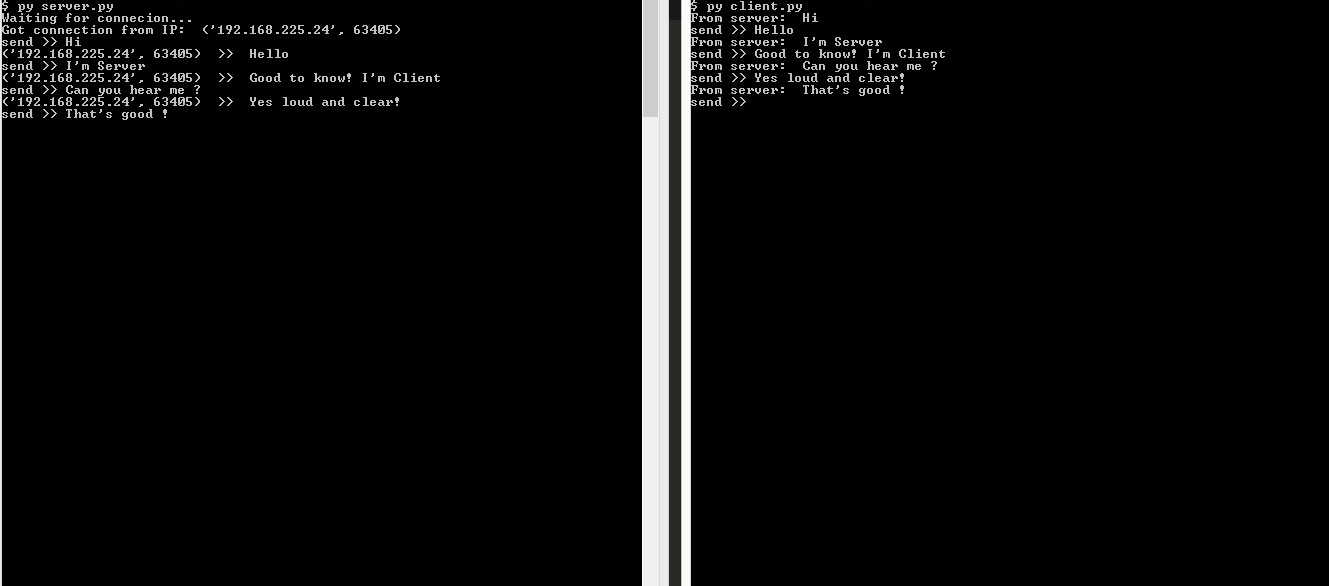 $ py server.py
Waiting for connecion...
Got connection from IP:  ('192.168.225.24', 63405)
send >> Hi
('192.168.225.24', 63405)  >>  Hello
send >> I'm Server
('192.168.225.24', 63405)  >>  Good to know! I'm Client
send >> Can you hear me ?
('192.168.225.24', 63405)  >>  Yes loud and clear!
send >> That's good !
$ py client.py
From server:  Hi
send >> Hello
From server:  I'm Server
send >> Good to know! I'm Client
From server:  Can you hear me ?
send >> Yes loud and clear!
From server:  That's good !
send >>